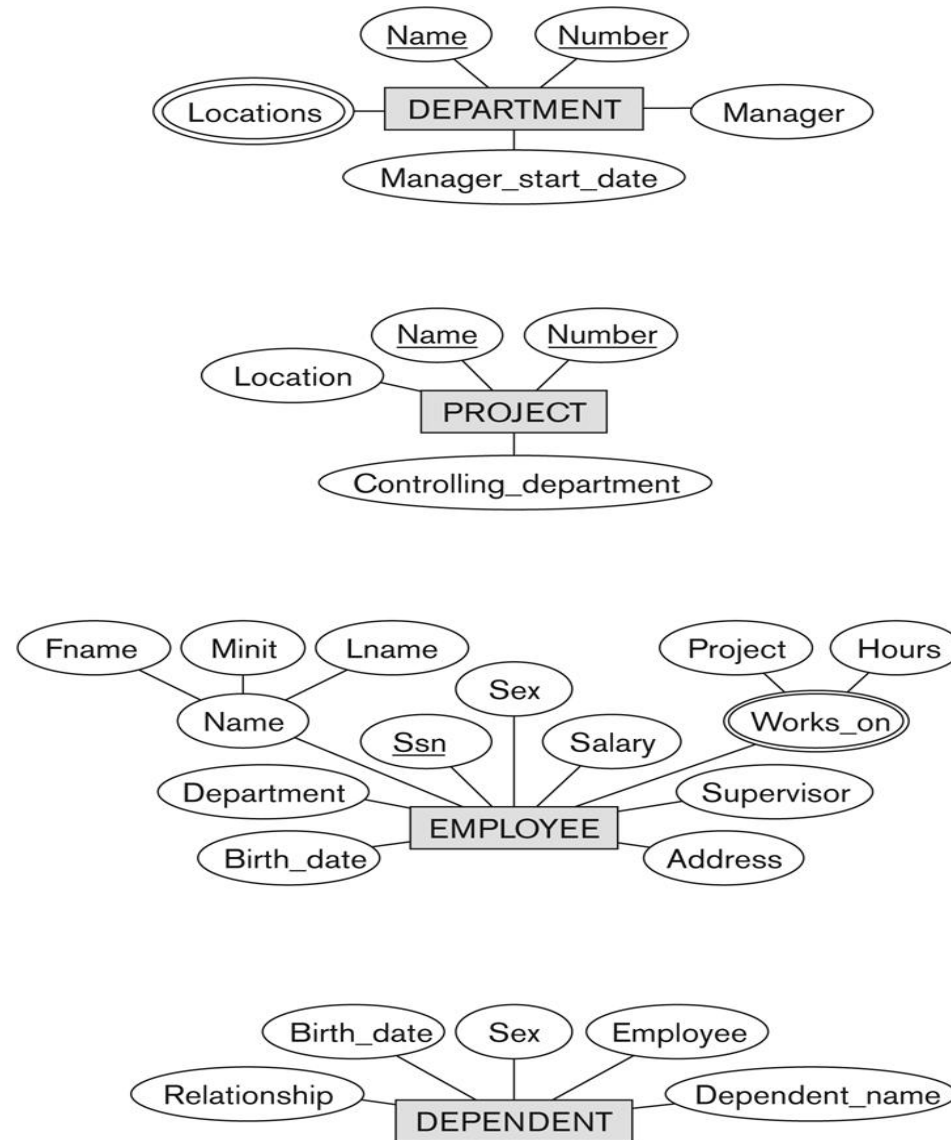 Name Number
Locations DEPARTMENT Manager
Manager_start_date
Name Number
Location
PROJECT
Controlling_department
Fname Minit Lname Project Hours
Sex
Name Works_on
Ssn Salary
Department Supervisor
EMPLOYEE
Birth_date Address
Birth_date Sex Employee
Relationship Dependent_name
DEPENDENT